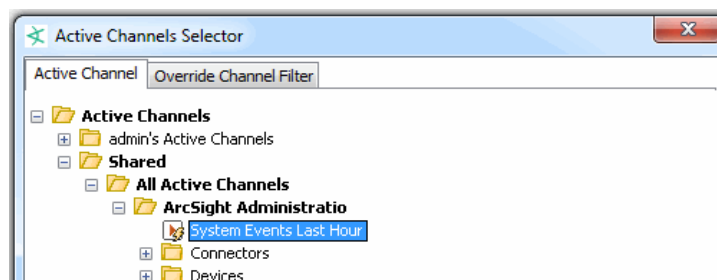 Active Channels Selector
Active Channel Override Channel Filter
Active Channels
admin's Active Channels
Shared
All Active Channels
ArcSight Administratio
System Events Last Hour
Connectors
Devices